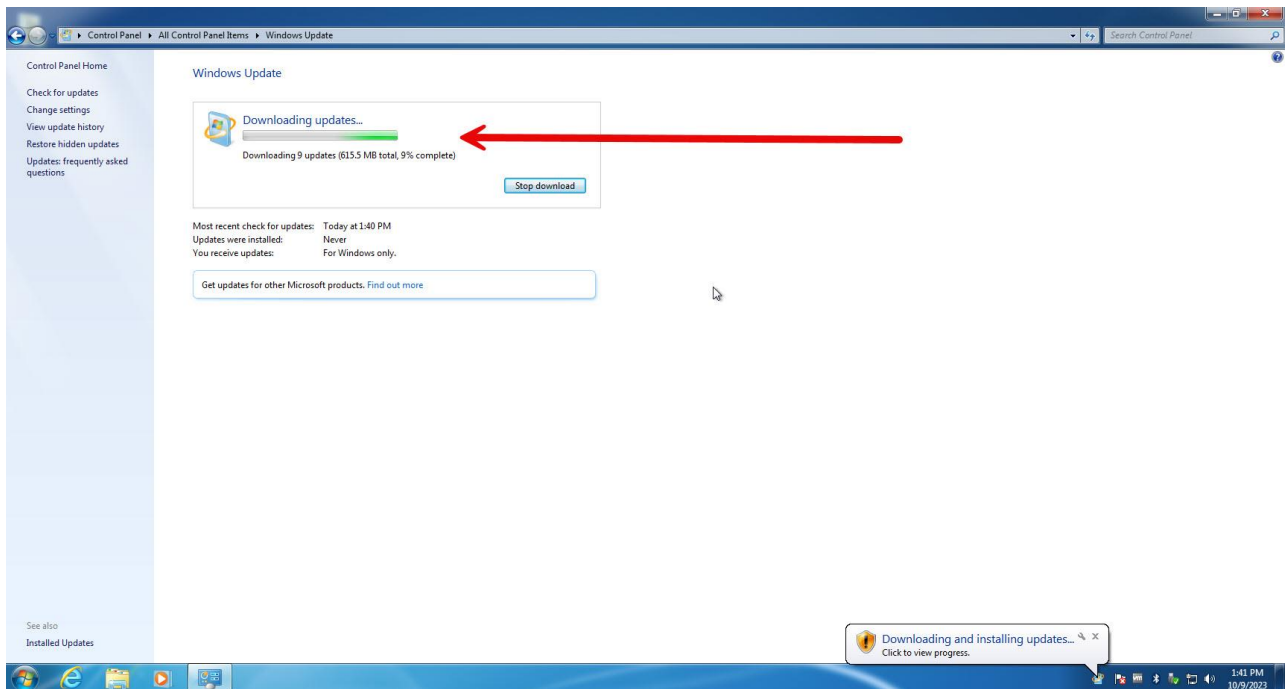 Control Panel ▸ All Control Panel Items ▸ Windows Update
Search Control Panel
Control Panel Home
Check for updates
Change settings
View update history
Restore hidden updates
Updates: frequently asked
questions
See also
Installed Updates
Windows Update
Downloading updates...
Downloading 9 updates (615.5 MB total, 9% complete)
Stop download
Most recent check for updates: Today at 1:40 PM
Updates were installed: Never
You receive updates: For Windows only.
Get updates for other Microsoft products. Find out more
Downloading and installing updates...
Click to view progress.
1:41 PM
10/9/2023